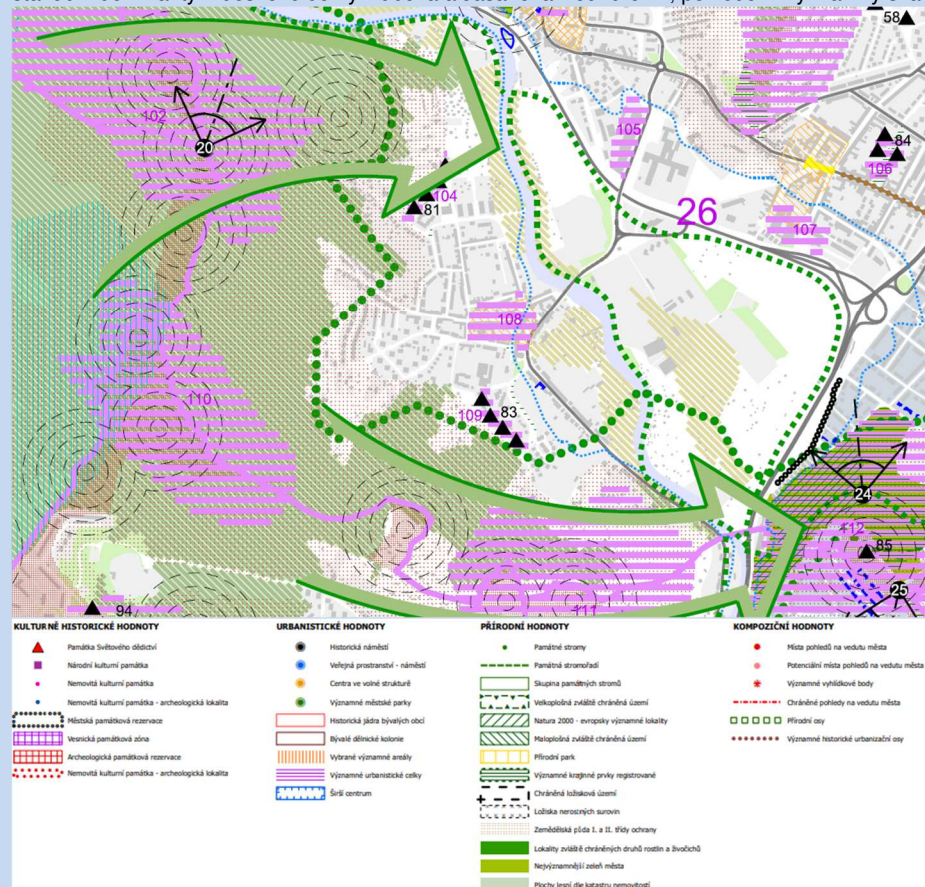 58
102
20
105
84
106
104
81
26
107
108
110
109
83
24
112
85
25
94
111
KULTURNĚ HISTORICKÉ HODNOTY
Památka Světového dědictví
Národní kulturní památka
Nemovitá kulturní památka
Nemovitá kulturní památka - archeologická lokalita
Městská památková rezervace
Vesnická památková zóna
Archeologická památková rezervace
Nemovitá kulturní památka - archeologická lokalita
URBANISTICKÉ HODNOTY
Historická náměstí
Veřejná prostranství - náměstí
Centra ve volné struktuře
Významné městské parky
Historická jádra bývalých obcí
Bývalé dělnické kolonie
Vybrané významné areály
Významné urbanistické celky
Širší centrum
PŘÍRODNÍ HODNOTY
Památné stromy
Památná stromořadí
Skupina památných stromů
Velkoplošná zvláště chráněná území
Natura 2000 - evropsky významné lokality
Maloplošná zvláště chráněná území
Přírodní park
Významné krajinné prvky registrované
Chráněná ložisková území
Ložiska nerostných surovin
Zemědělská půda I. a II. třídy ochrany
Lokality zvláště chráněných druhů rostlin a živočichů
Nejvýznamnější zeleň města
Plochy lesní dle katastru nemovitostí
KOMPOZIČNÍ HODNOTY
Místa pohledů na vedutu města
Potenciální místa pohledů na vedutu města
Významné vyhlídkové body
Chráněné pohledy na vedutu města
Přírodní osy
Významné historické urbanizační osy